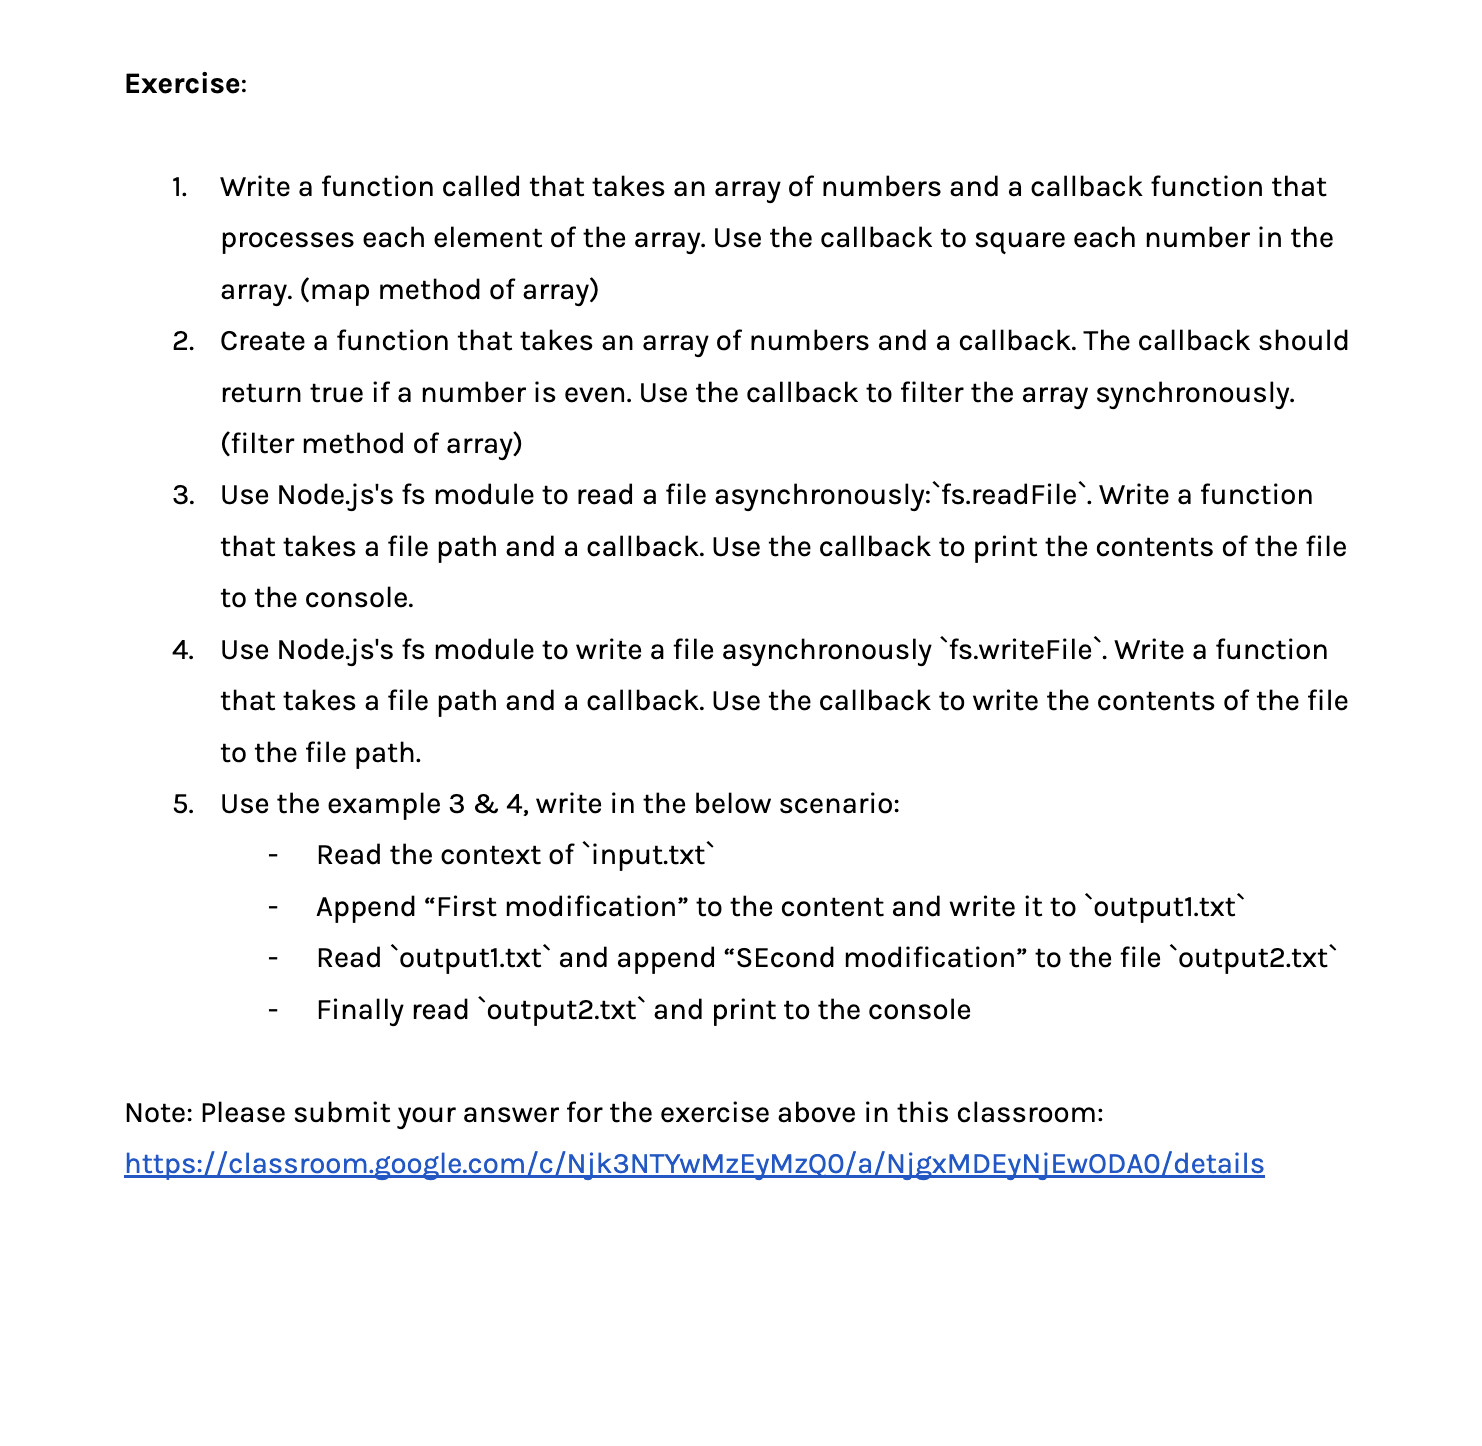 Exercise:
1. Write a function called that takes an array of numbers and a callback function that
processes each element of the array. Use the callback to square each number in the
array. (map method of array)
2. Create a function that takes an array of numbers and a callback. The callback should
return true if a number is even. Use the callback to filter the array synchronously.
(filter method of array)
3. Use Node.js's fs module to read a file asynchronously:`fs.readFile`. Write a function
that takes a file path and a callback. Use the callback to print the contents of the file
to the console.
4. Use Node.js's fs module to write a file asynchronously `fs.writeFile`. Write a function
that takes a file path and a callback. Use the callback to write the contents of the file
to the file path.
5. Use the example 3 & 4, write in the below scenario:
- Read the context of `input.txt`
- Append “First modification” to the content and write it to `output1.txt`
- Read `output1.txt` and append “SEcond modification” to the file `output2.txt`
- Finally read `output2.txt` and print to the console
Note: Please submit your answer for the exercise above in this classroom:
https://classroom.google.com/c/Njk3NTYwMzEyMzQ0/a/NjgxMDEyNjEwODA0/details